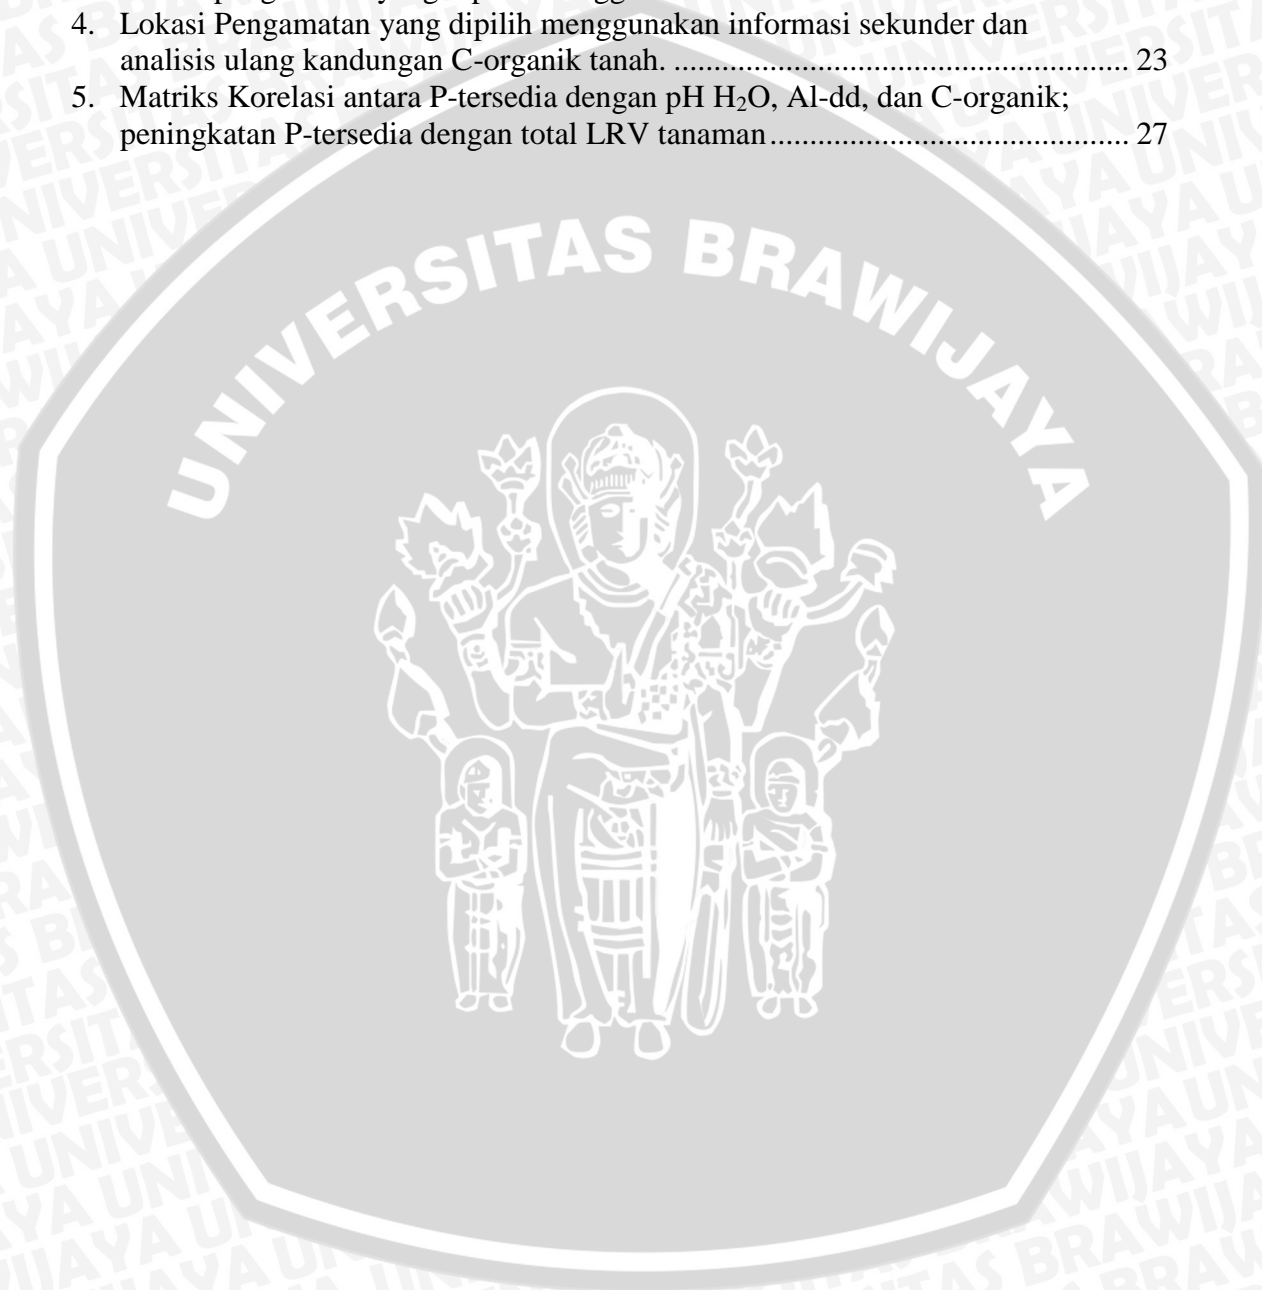 4. Lokasi Pengamatan yang dipilih menggunakan informasi sekunder dan
analisis ulang kandungan C-organik tanah. ........................................................ 23
5. Matriks Korelasi antara P-tersedia dengan pH H₂O, Al-dd, dan C-organik;
peningkatan P-tersedia dengan total LRV tanaman ............................................ 27
UNIVERSITAS BRAWIJAYA